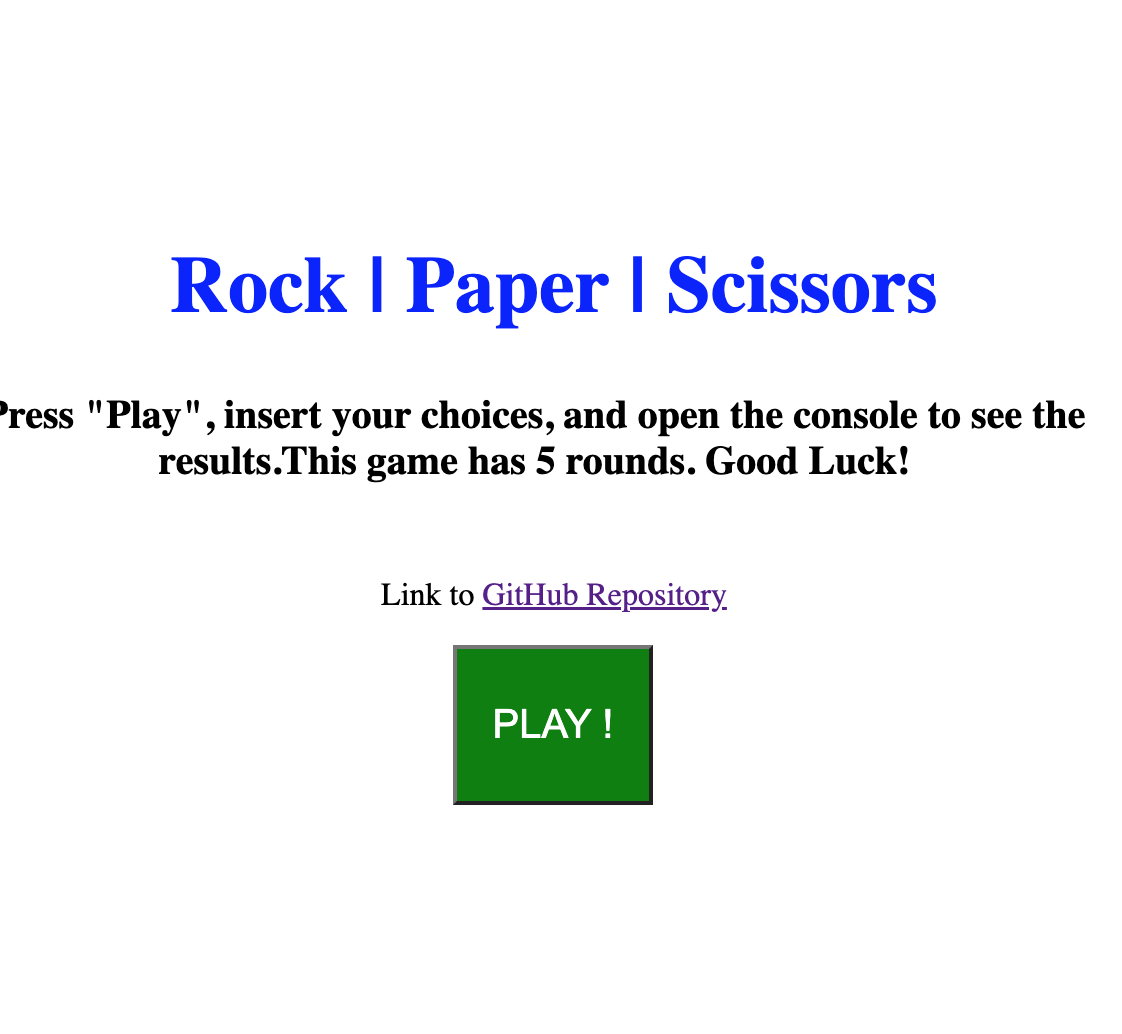 Rock | Paper | Scissors
Press "Play", insert your choices, and open the console to see the
results.This game has 5 rounds. Good Luck!
Link to GitHub Repository
PLAY !